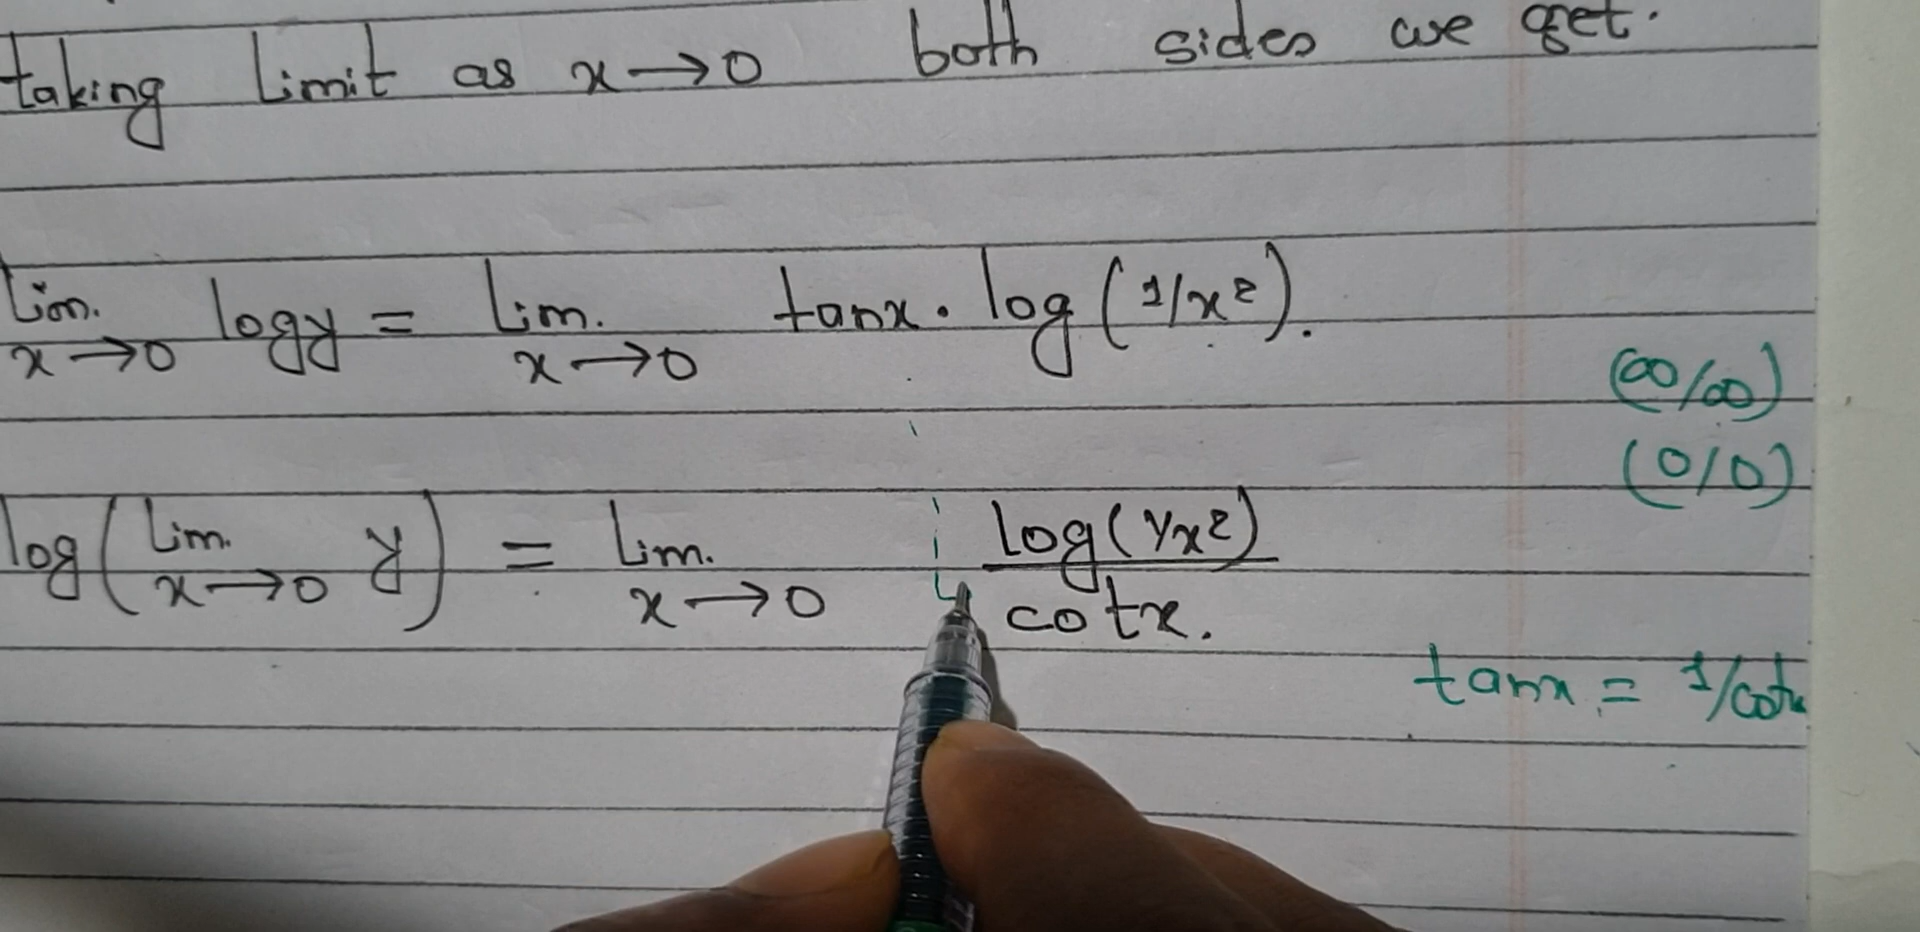 taking Limit as x→0 both sides we get.
Lim. x→0 logy = Lim. x→0 tanx. log(1/x²).
(∞/∞)
(0/0)
log(Lim. x→0 y) = Lim. x→0 log(1/x²)/cotx.
tanx = 1/cotx